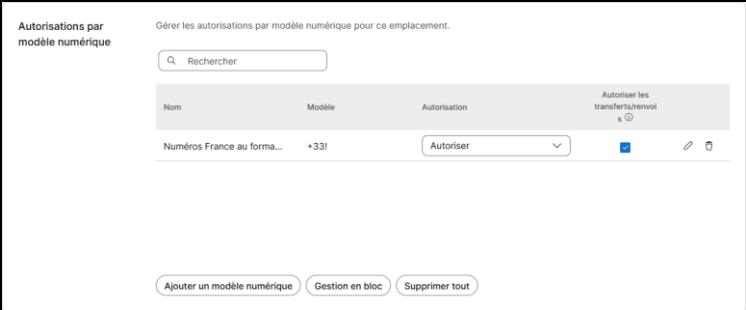 Autorisations par
modèle numérique
Gérer les autorisations par modèle numérique pour ce emplacement.
Rechercher
Nom Modèle Autorisation Autoriser les
transferts/renvoi
s
Numéros France au forma... +33! Autoriser
Ajouter un modèle numérique Gestion en bloc Supprimer tout